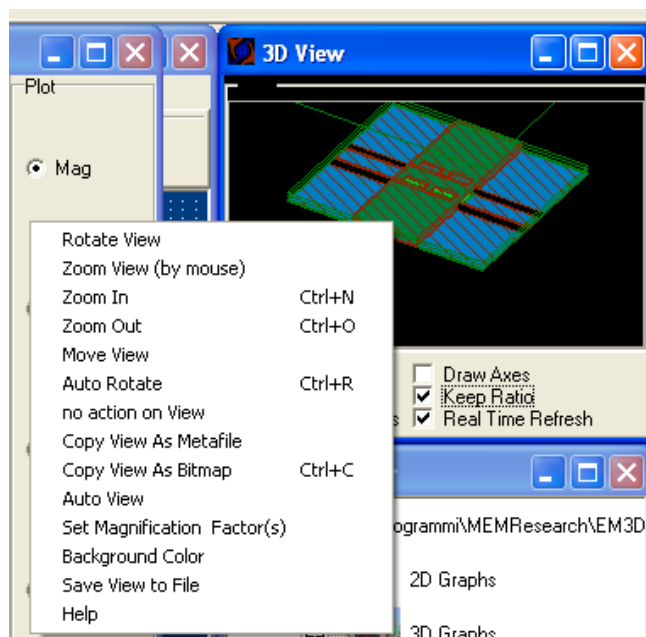 3D View
Plot
Mag
Rotate View
Zoom View (by mouse)
Zoom In Ctrl+N
Zoom Out Ctrl+O
Move View
Auto Rotate Ctrl+R
no action on View
Copy View As Metafile
Copy View As Bitmap Ctrl+C
Auto View
Set Magnification Factor(s)
Background Color
Save View to File
Help
Draw Axes
Keep Ratio
Real Time Refresh
ogrammi\MEMResearch\EM3D
2D Graphs
3D Graphs